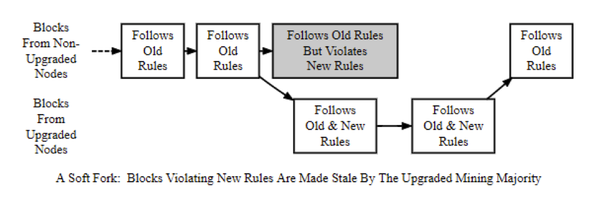 Blocks
From Non-
Upgraded
Nodes
Follows
Old
Rules
Follows
Old
Rules
Follows Old Rules
But Violates
New Rules
Follows
Old
Rules
Blocks
From
Upgraded
Nodes
Follows
Old & New
Rules
Follows
Old & New
Rules
A Soft Fork: Blocks Violating New Rules Are Made Stale By The Upgraded Mining Majority